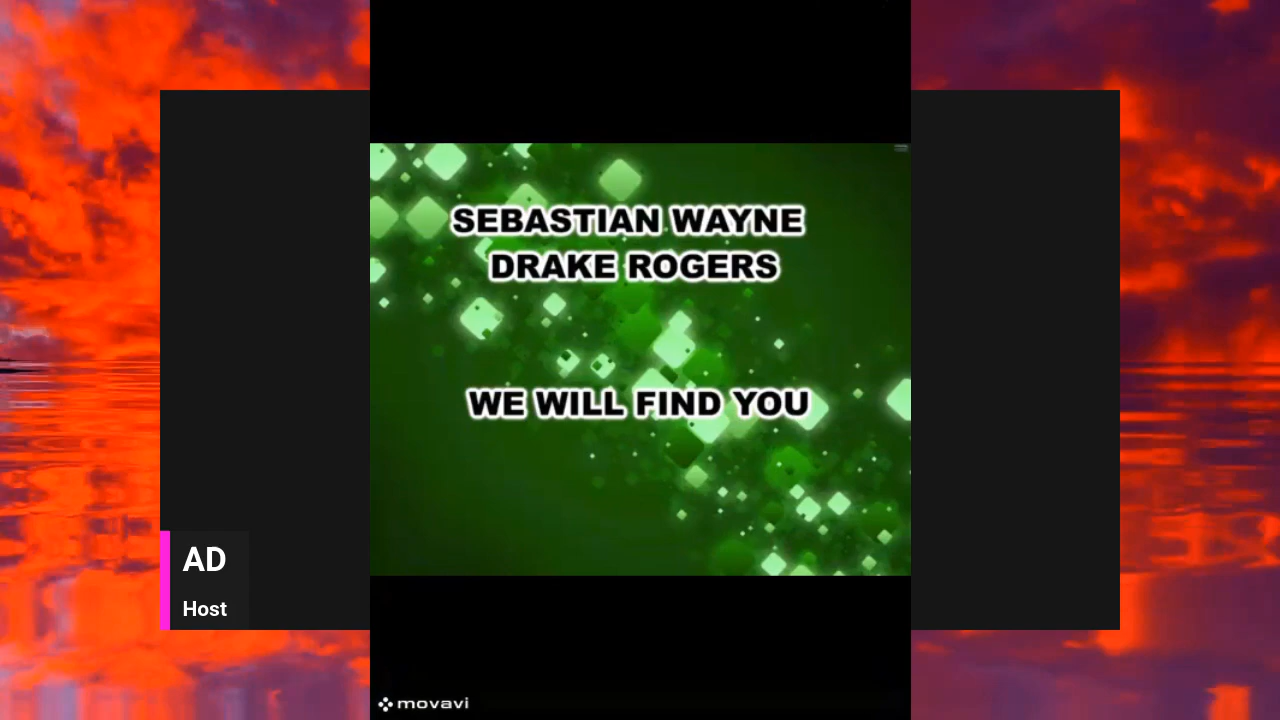 SEBASTIAN WAYNE
DRAKE ROGERS
WE WILL FIND YOU
AD
Host
movavi